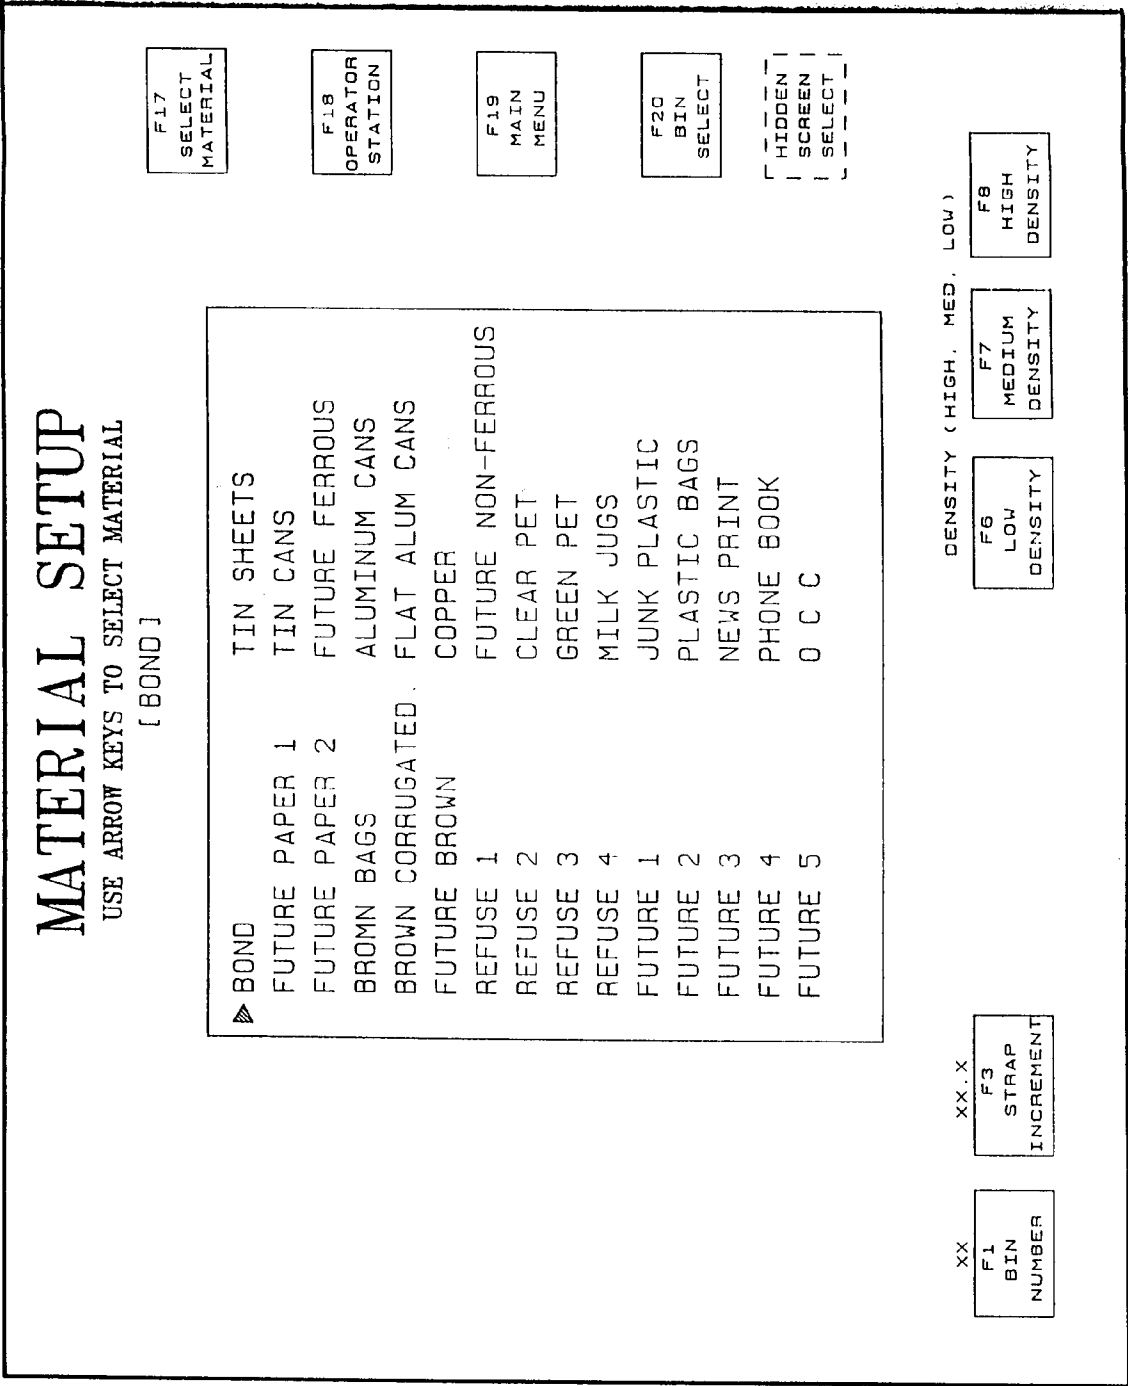 MATERIAL SETUP
USE ARROW KEYS TO SELECT MATERIAL
[BOND]
BOND TIN SHEETS
FUTURE PAPER 1 TIN CANS
FUTURE PAPER 2 FUTURE FERROUS
BROMN BAGS ALUMINUM CANS
BROWN CORRUGATED. FLAT ALUM CANS
FUTURE BROWN COPPER
REFUSE 1 FUTURE NON-FERROUS
REFUSE 2 CLEAR PET
REFUSE 3 GREEN PET
REFUSE 4 MILK JUGS
FUTURE 1 JUNK PLASTIC
FUTURE 2 PLASTIC BAGS
FUTURE 3 NEWS PRINT
FUTURE 4 PHONE BOOK
FUTURE 5 O C C
F17
SELECT
MATERIAL
F18
OPERATOR
STATION
F19
MAIN
MENU
F20
BIN
SELECT
HIDDEN
SCREEN
SELECT
XX
F1
BIN
NUMBER
XX.X
F3
STRAP
INCREMENT
DENSITY (HIGH, MED, LOW)
F6
LOW
DENSITY
F7
MEDIUM
DENSITY
F8
HIGH
DENSITY